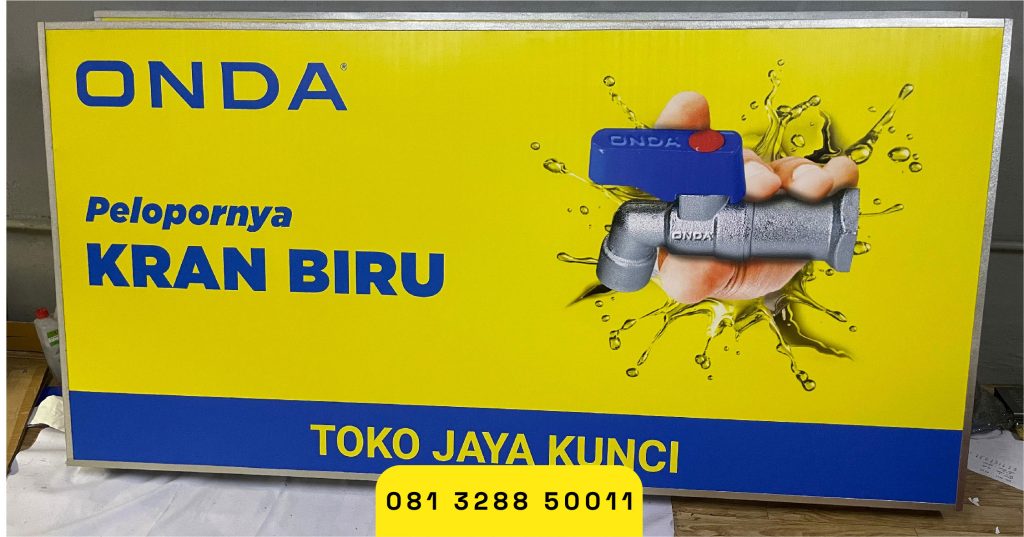 ONDA®
Pelopornya
KRAN BIRU
ONDA
ONDA
TOKO JAYA KUNCI
081 3288 50011